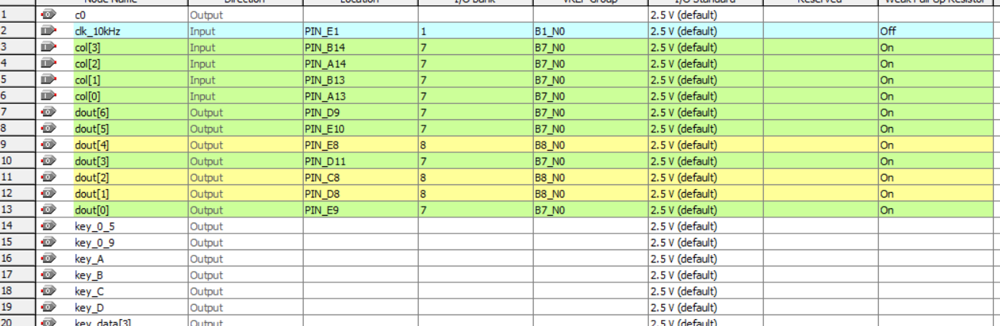 Node Name Direction Location I/O Bank VREF Group I/O Standard Reserved Weak Pull-Up Resistor
1 c0 Output 2.5 V (default)
2 clk_10kHz Input PIN_E1 1 B1_N0 2.5 V (default) Off
3 col[3] Input PIN_B14 7 B7_N0 2.5 V (default) On
4 col[2] Input PIN_A14 7 B7_N0 2.5 V (default) On
5 col[1] Input PIN_B13 7 B7_N0 2.5 V (default) On
6 col[0] Input PIN_A13 7 B7_N0 2.5 V (default) On
7 dout[6] Output PIN_D9 7 B7_N0 2.5 V (default) On
8 dout[5] Output PIN_E10 7 B7_N0 2.5 V (default) On
9 dout[4] Output PIN_E8 8 B8_N0 2.5 V (default) On
10 dout[3] Output PIN_D11 7 B7_N0 2.5 V (default) On
11 dout[2] Output PIN_C8 8 B8_N0 2.5 V (default) On
12 dout[1] Output PIN_D8 8 B8_N0 2.5 V (default) On
13 dout[0] Output PIN_E9 7 B7_N0 2.5 V (default) On
14 key_0_5 Output 2.5 V (default)
15 key_0_9 Output 2.5 V (default)
16 key_A Output 2.5 V (default)
17 key_B Output 2.5 V (default)
18 key_C Output 2.5 V (default)
19 key_D Output 2.5 V (default)
20 key_data[3] Output 2.5 V (default)